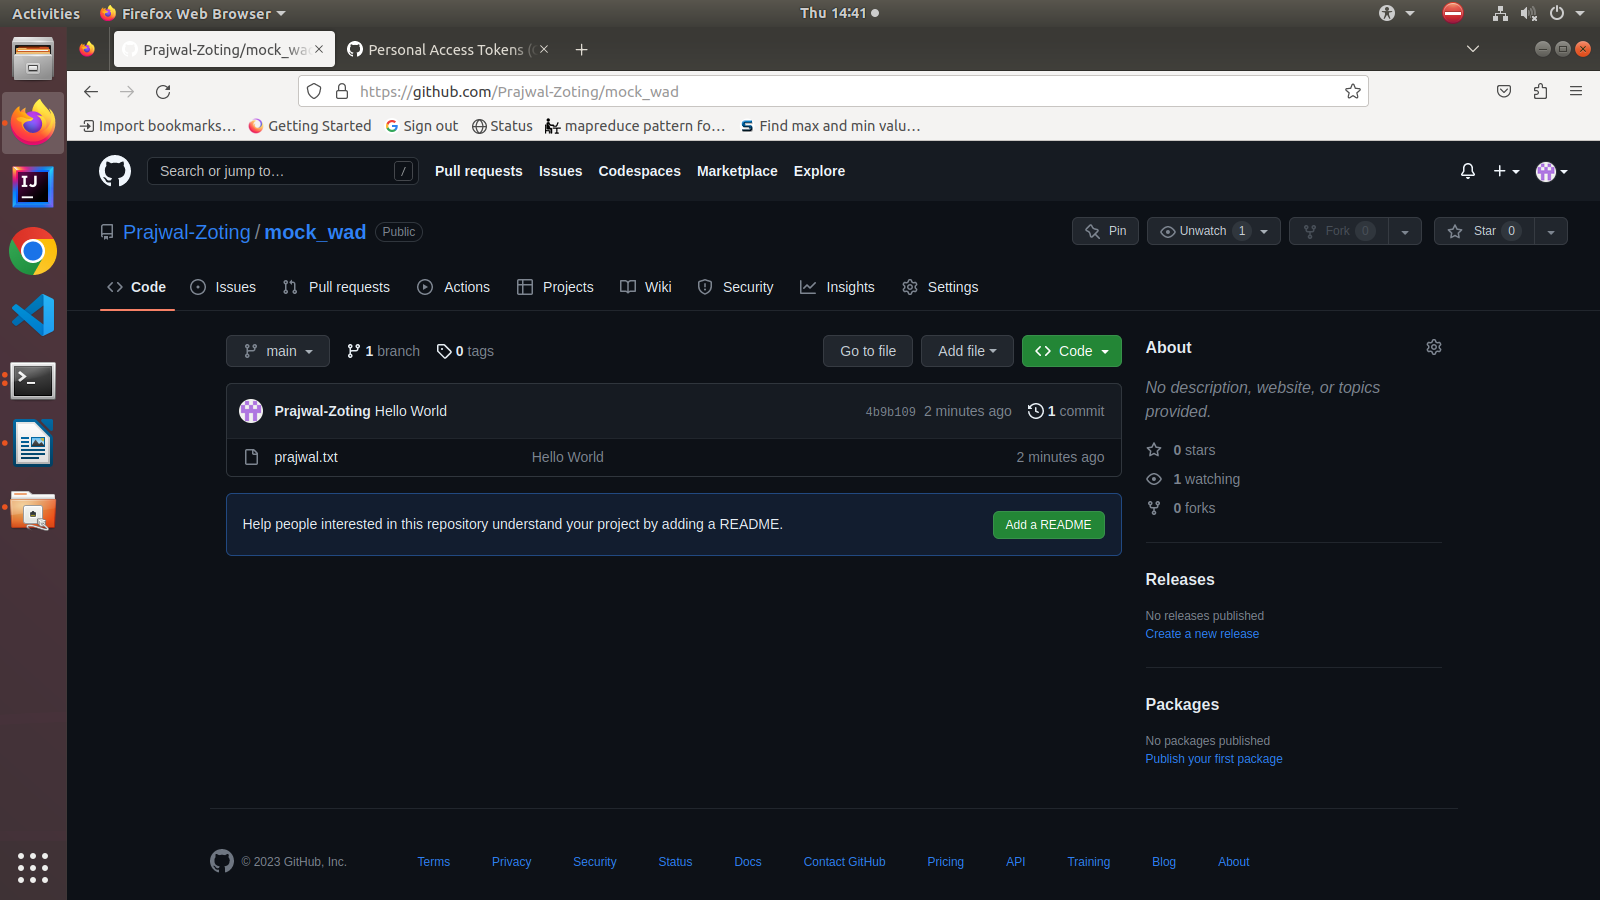 Activities Firefox Web Browser Thu 14:41
Prajwal-Zoting/mock_wa Personal Access Tokens (
https://github.com/Prajwal-Zoting/mock_wad
Import bookmarks... Getting Started Sign out Status mapreduce pattern fo... S Find max and min valu...
Search or jump to... / Pull requests Issues Codespaces Marketplace Explore
Prajwal-Zoting / mock_wad Public Pin Unwatch 1 Fork 0 Star 0
Code Issues Pull requests Actions Projects Wiki Security Insights Settings
main 1 branch 0 tags Go to file Add file Code
Prajwal-Zoting Hello World 4b9b109 2 minutes ago 1 commit
prajwal.txt Hello World 2 minutes ago
Help people interested in this repository understand your project by adding a README. Add a README
About
No description, website, or topics
provided.
0 stars
1 watching
0 forks
Releases
No releases published
Create a new release
Packages
No packages published
Publish your first package
© 2023 GitHub, Inc. Terms Privacy Security Status Docs Contact GitHub Pricing API Training Blog About
IJ